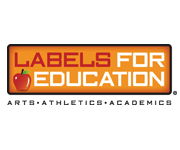 LABELS FOR
EDUCATION
®
ARTS • ATHLETICS • ACADEMICS